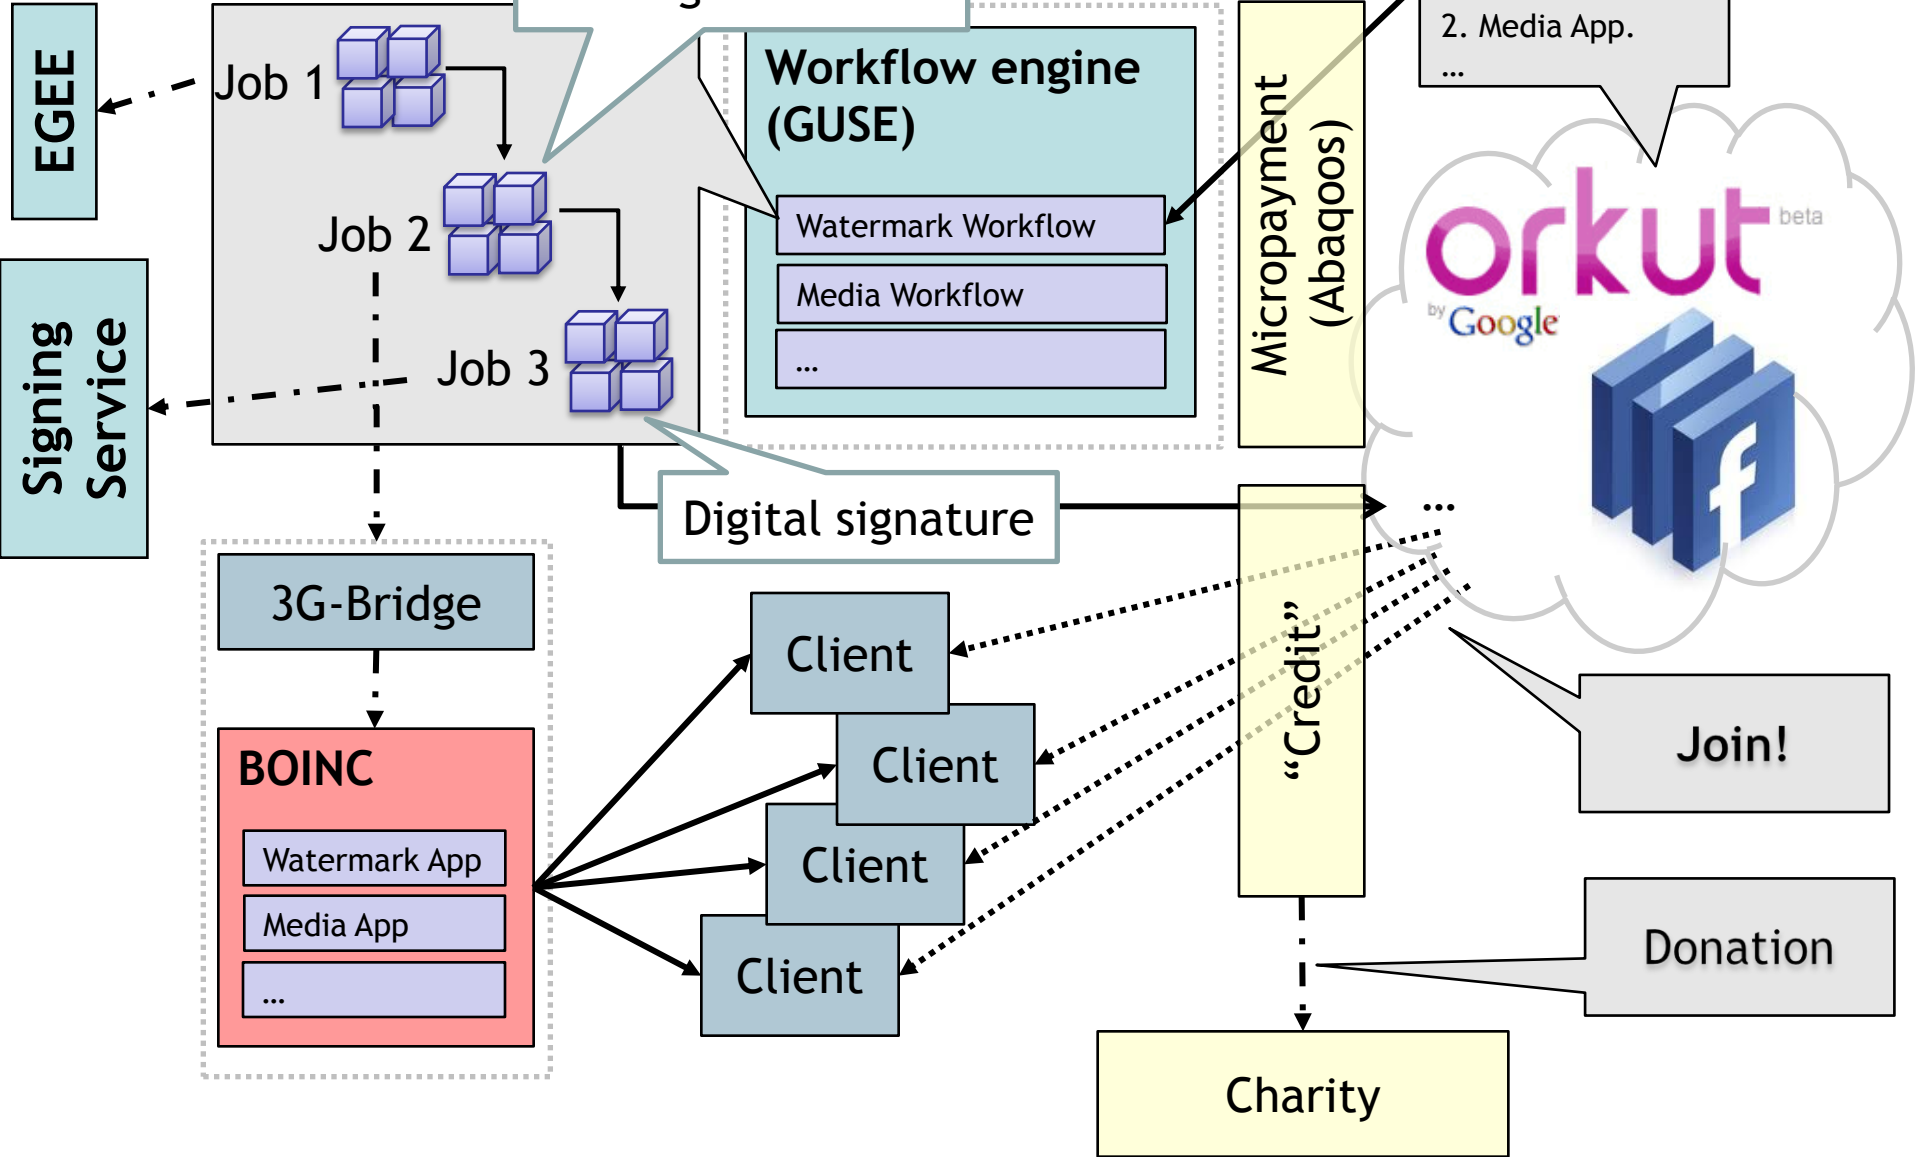 2. Media App.
...
EGEE
Job 1
Workflow engine
(GUSE)
Micropayment
(Abaqoos)
Job 2
Watermark Workflow
Media Workflow
...
orkut beta
by Google
f
Signing
Service
Job 3
Digital signature
...
3G-Bridge
Client
Client
Client
Client
“Credit”
Join!
BOINC
Watermark App
Media App
...
Donation
Charity